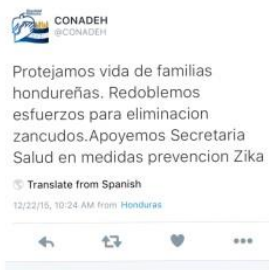 CONADEH
@CONADEH
Protejamos vida de familias
hondureñas. Redoblemos
esfuerzos para eliminacion
zancudos.Apoyemos Secretaria
Salud en medidas prevencion Zika
Translate from Spanish
12/22/15, 10:24 AM from Honduras